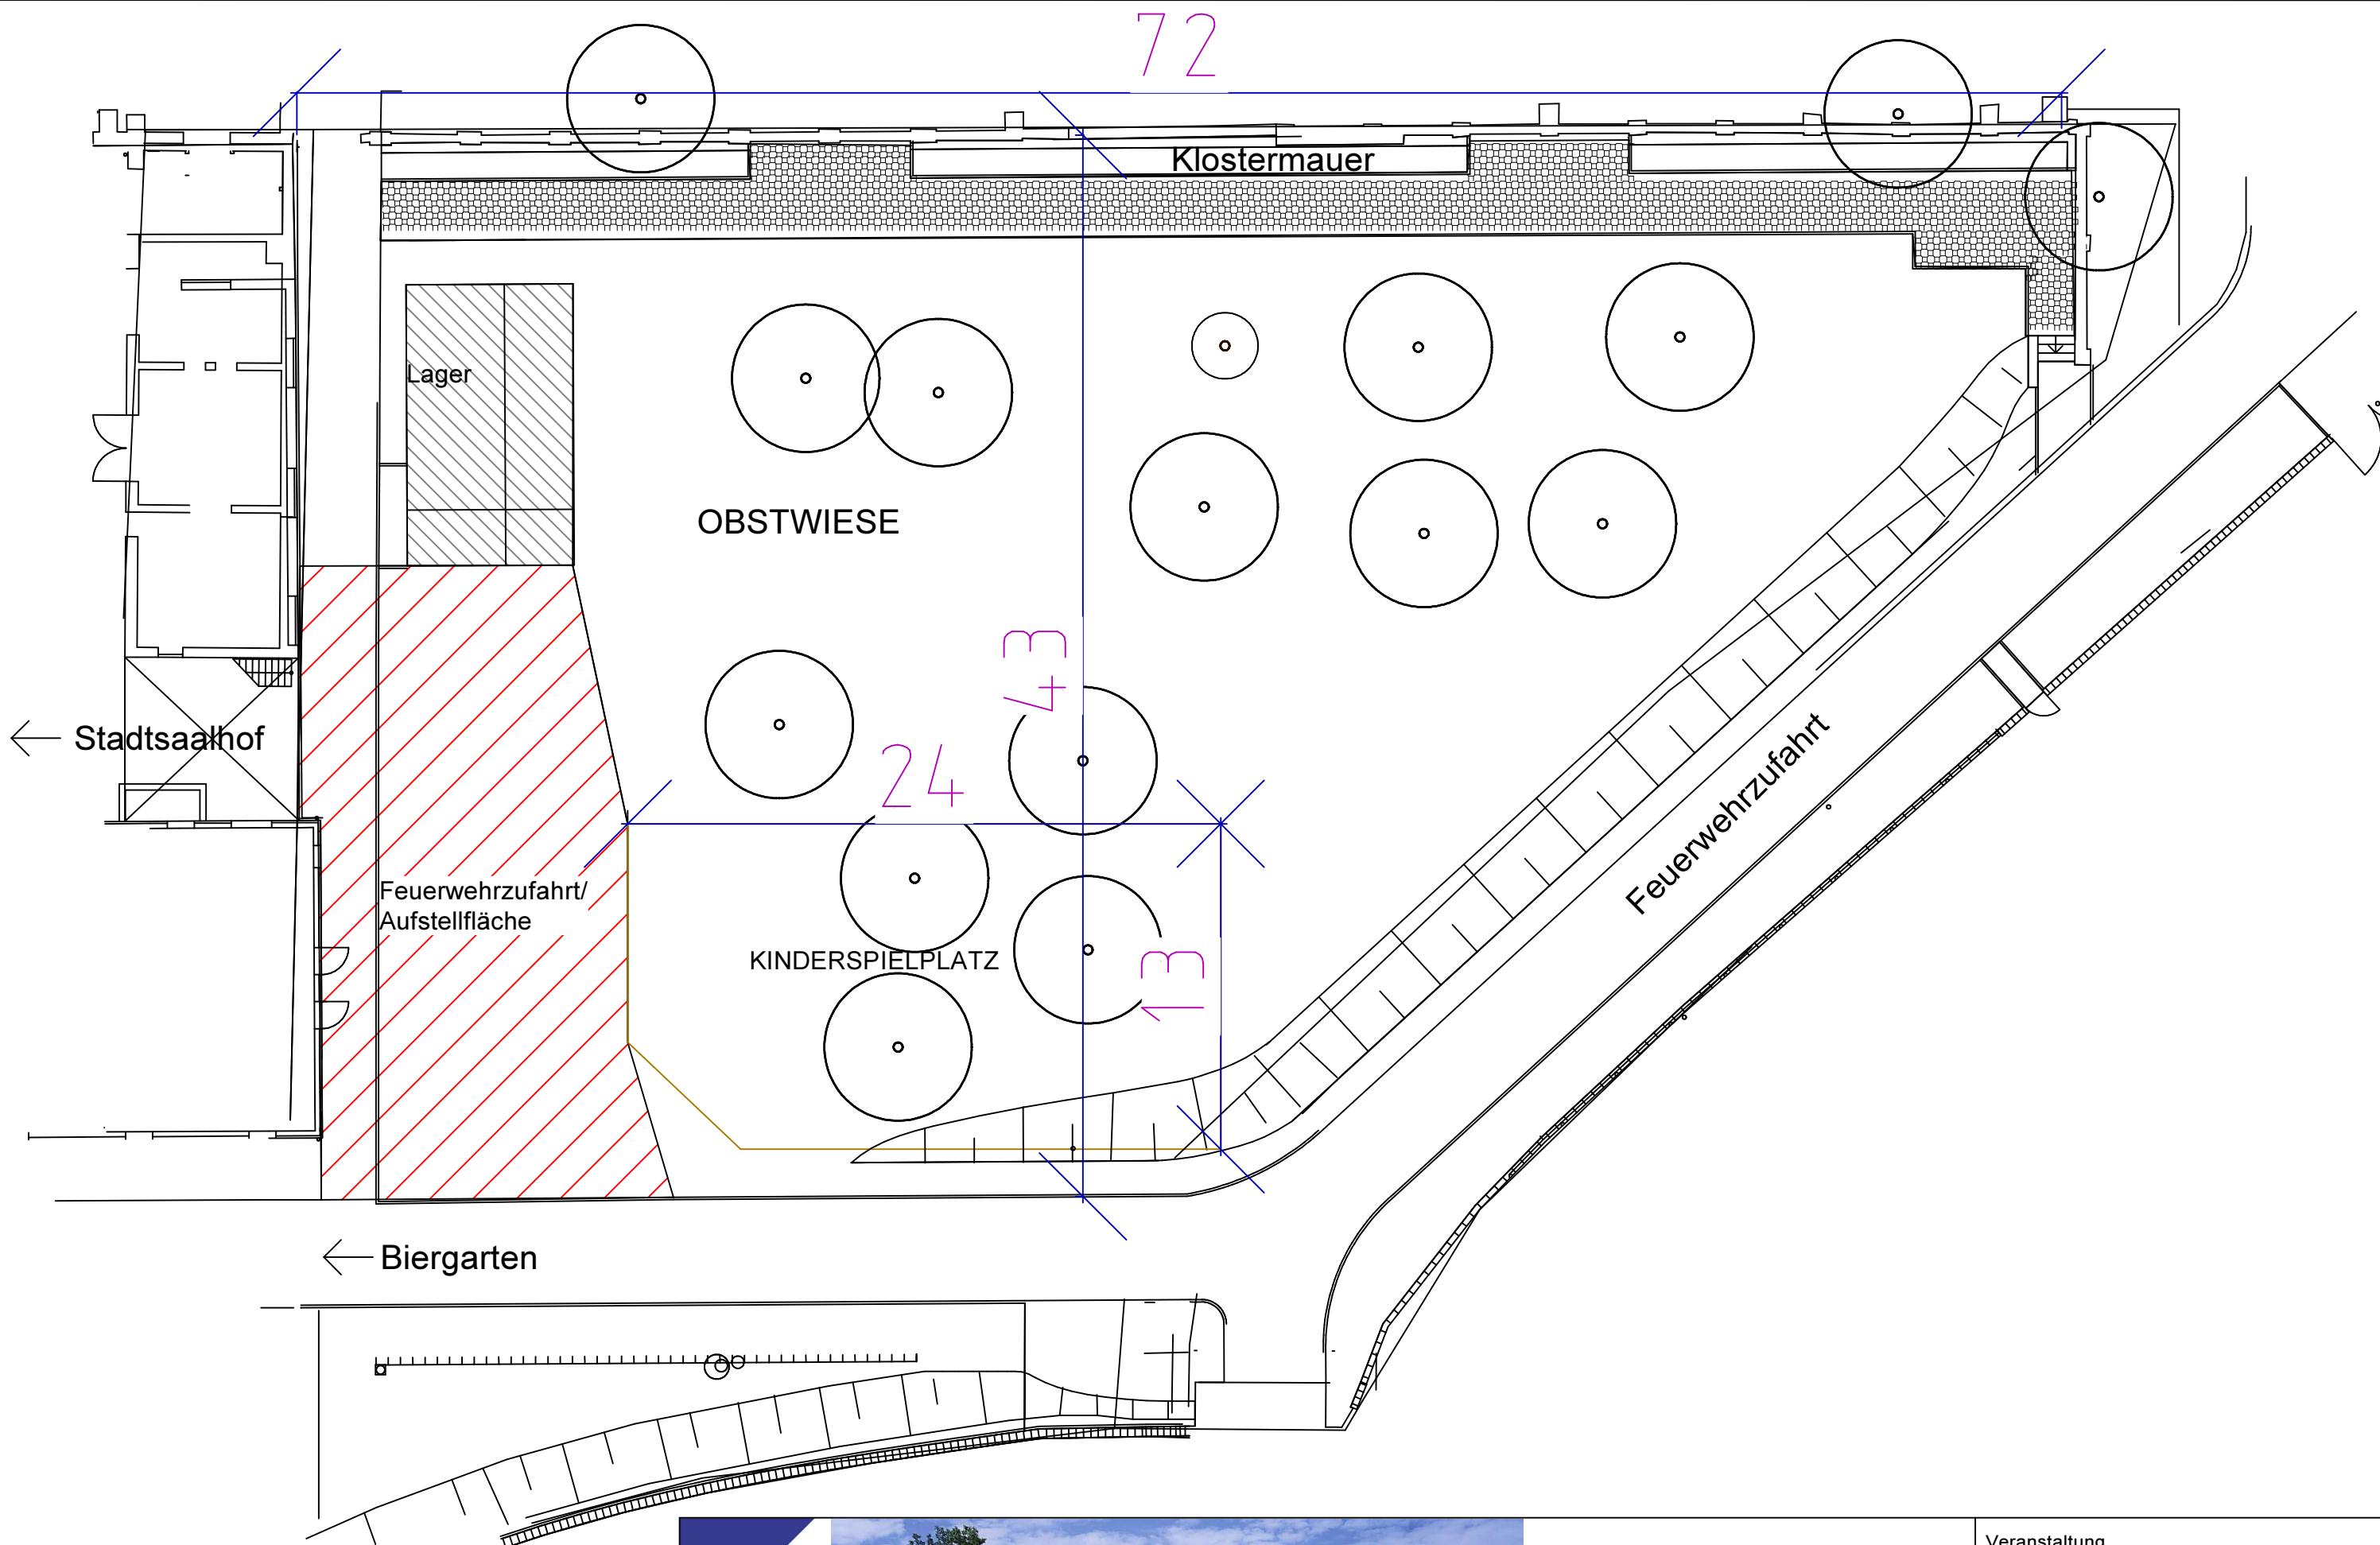 72
Klostermauer
Lager
OBSTWIESE
43
Stadtsaalhof
24
Feuerwehrzufahrt
Feuerwehrzufahrt/
Aufstellfläche
KINDERSPIELPLATZ
13
Biergarten
Veranstaltung